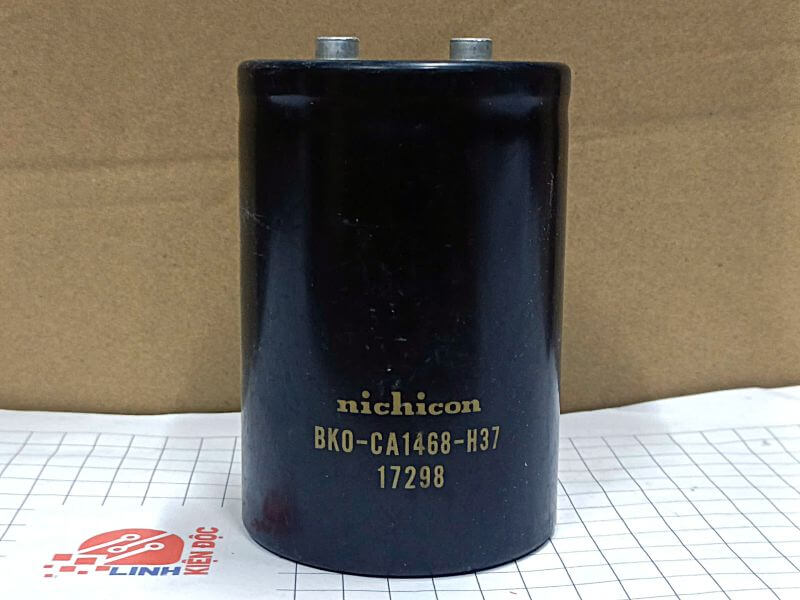 nichicon
BKO-CA1468-H37
17298
LINH
KIỆN ĐỘC